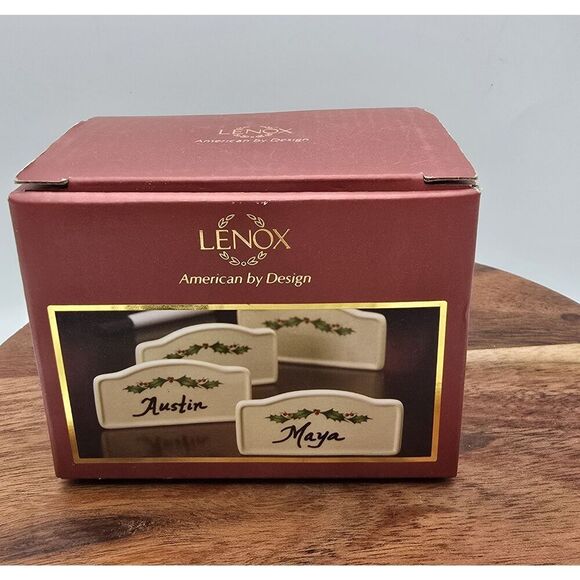 LENOX
American by Design
LENOX
American by Design
Austin
Maya